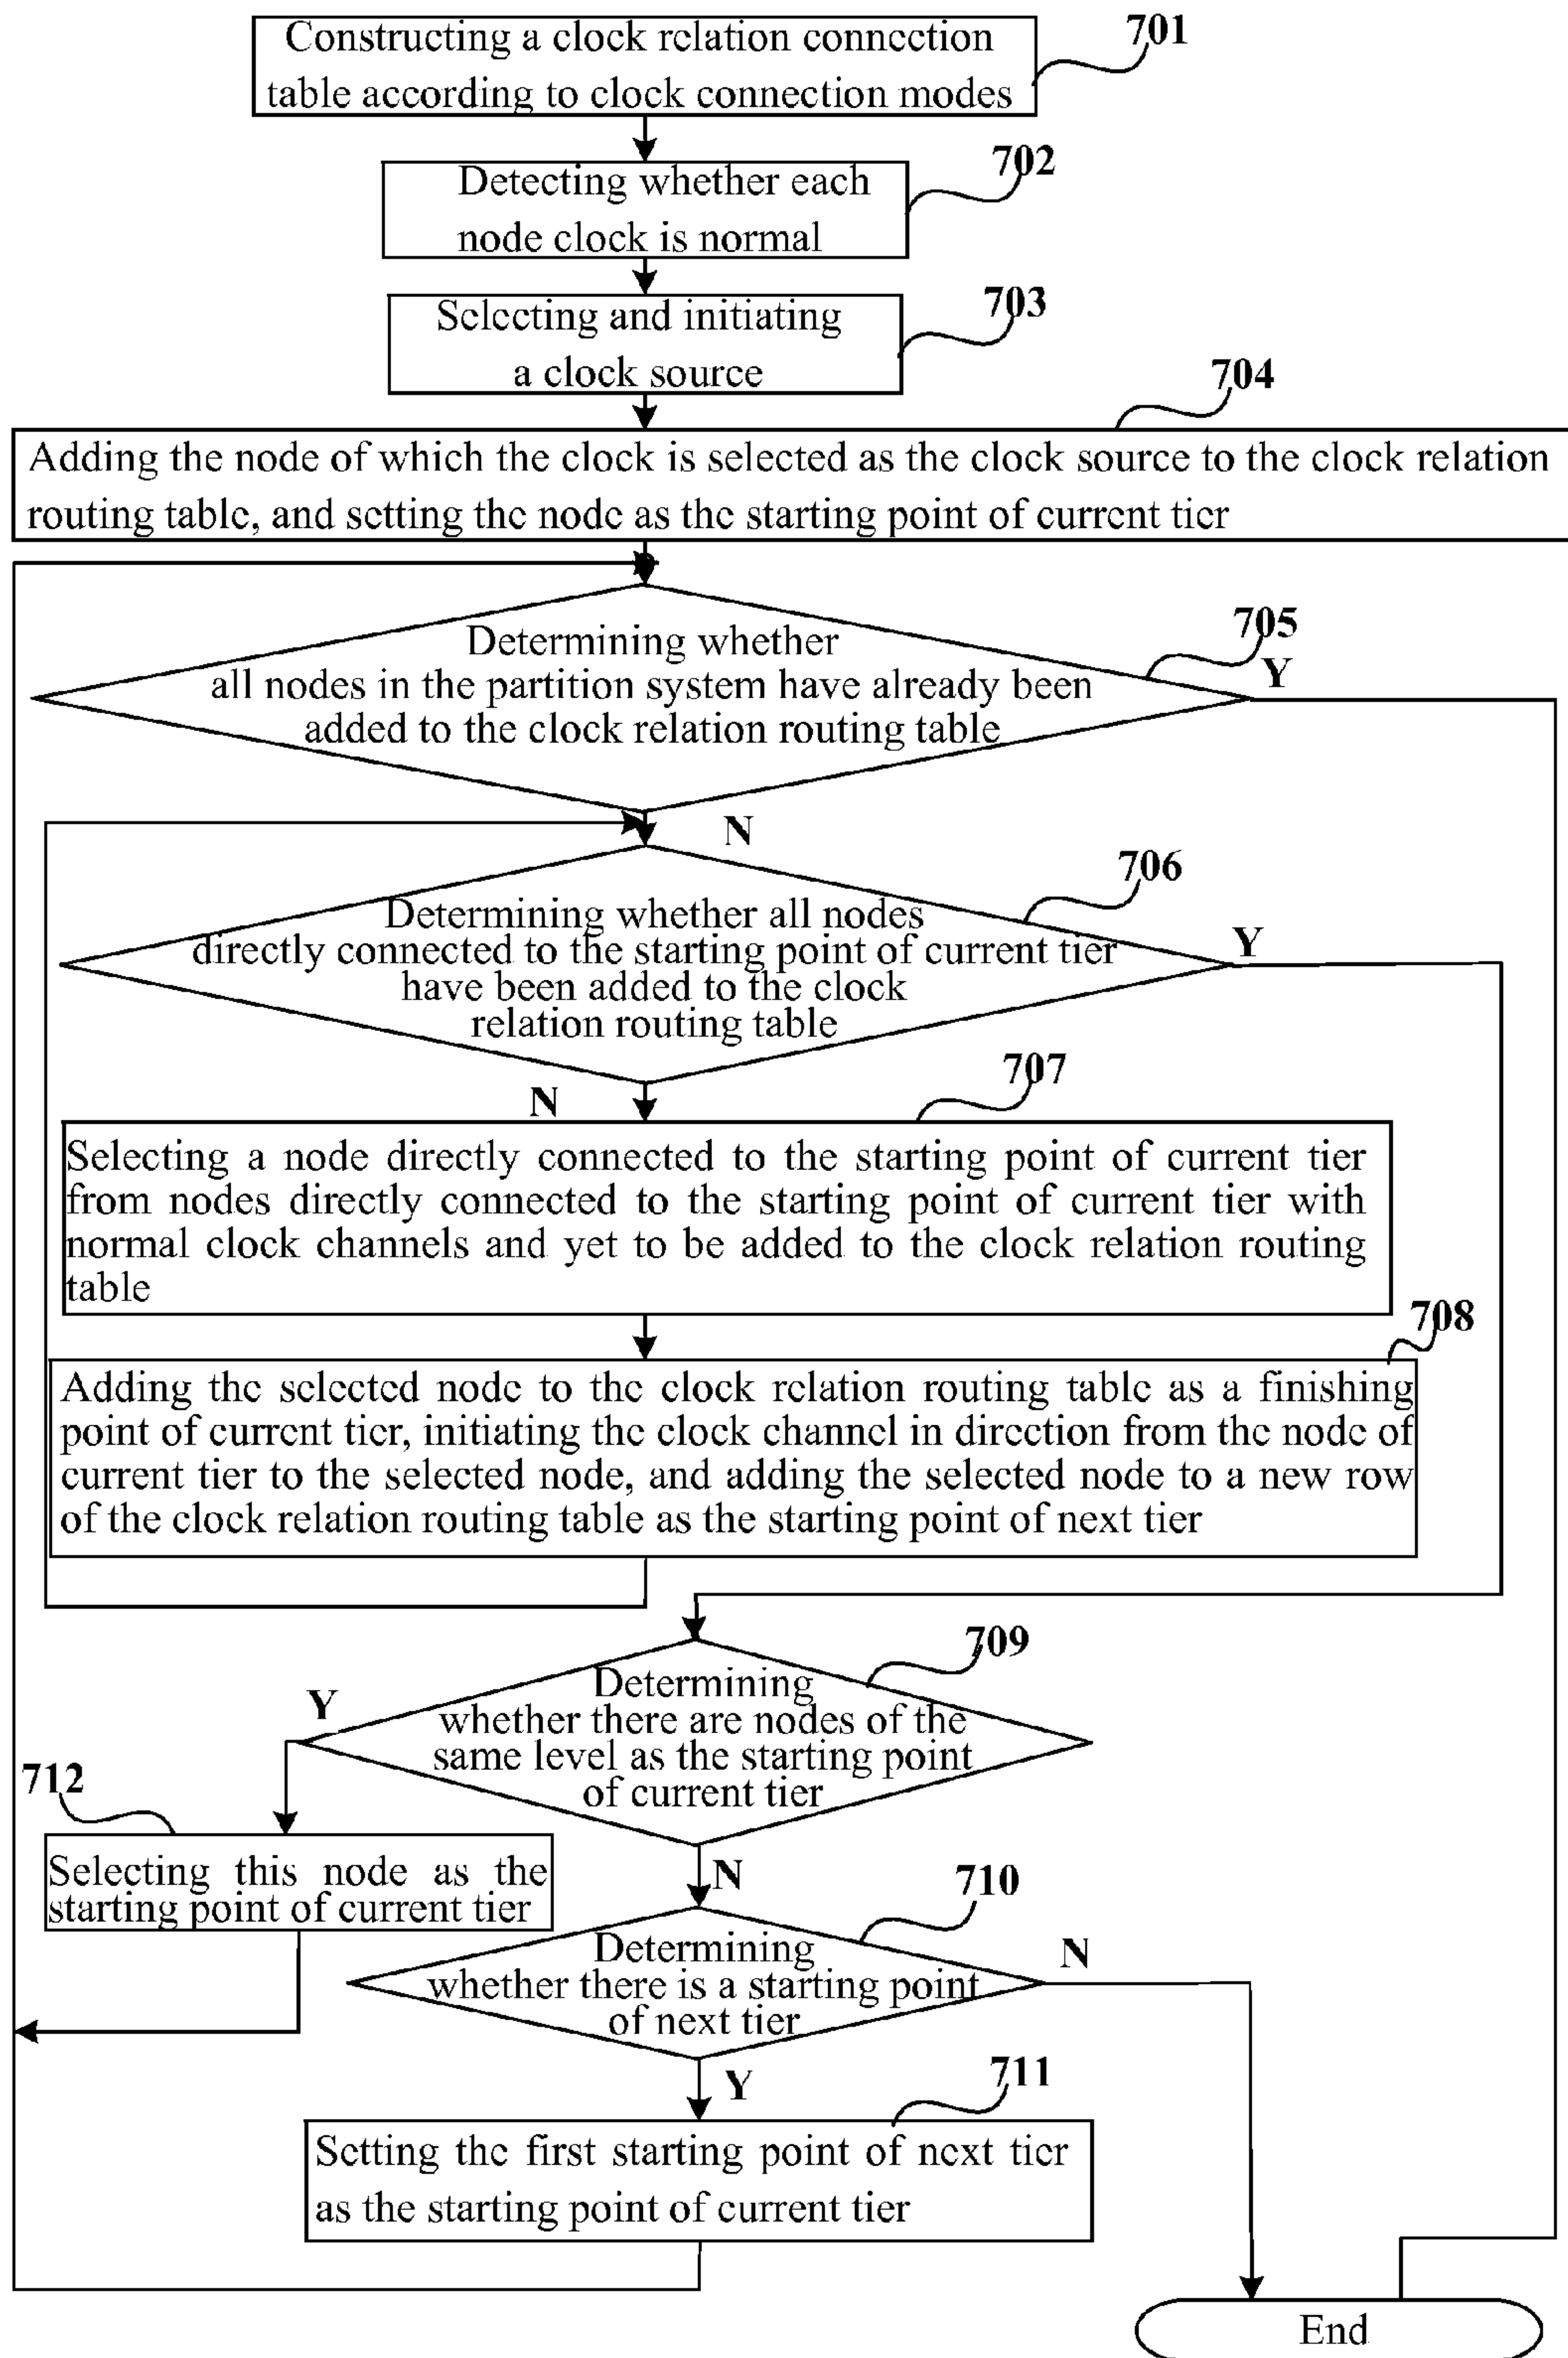 Constructing a clock relation connection
table according to clock connection modes
701
Detecting whether each
node clock is normal
702
Selecting and initiating
a clock source
703
704
Adding the node of which the clock is selected as the clock source to the clock relation
routing table, and setting the node as the starting point of current tier
Determining whether
all nodes in the partition system have already been
added to the clock relation routing table
705
Y
N
706
Determining whether all nodes
directly connected to the starting point of current tier
have been added to the clock
relation routing table
Y
N
707
Selecting a node directly connected to the starting point of current tier
from nodes directly connected to the starting point of current tier with
normal clock channels and yet to be added to the clock relation routing
table
708
Adding the selected node to the clock relation routing table as a finishing
point of current tier, initiating the clock channel in direction from the node of
current tier to the selected node, and adding the selected node to a new row
of the clock relation routing table as the starting point of next tier
709
Determining
whether there are nodes of the
same level as the starting point
of current tier
Y
712
Selecting this node as the
starting point of current tier
N
710
Determining
whether there is a starting point
of next tier
N
Y
711
Setting the first starting point of next tier
as the starting point of current tier
End